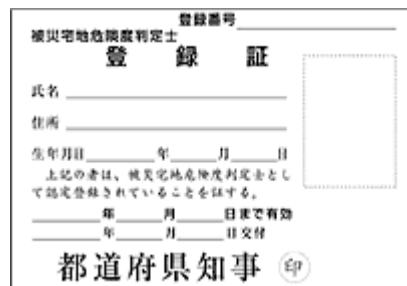 登録番号
被災宅地危険度判定士
登録証
氏名
住所
生年月日 年 月 日
上記の者は、被災宅地危険度判定士とし
て認定登録されていることを証する。
年 月 日まで有効
年 月 日交付
都道府県知事 印